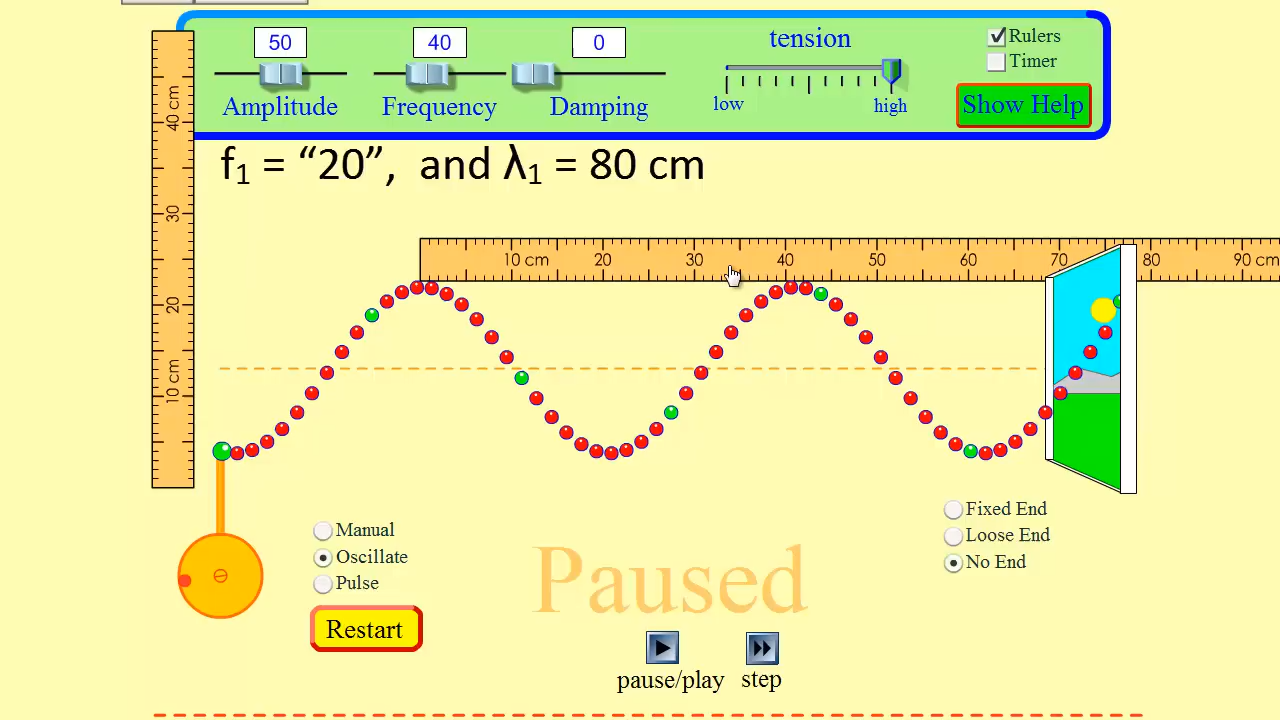 50 40 0 tension Rulers
Timer
Amplitude Frequency Damping low high Show Help
f₁ = “20”, and λ₁ = 80 cm
40 cm
30
20
10 cm
10 cm 20 30 40 50 60 70 80 90 cm
Manual
Oscillate
Pulse
Restart
Fixed End
Loose End
No End
Paused
pause/play step